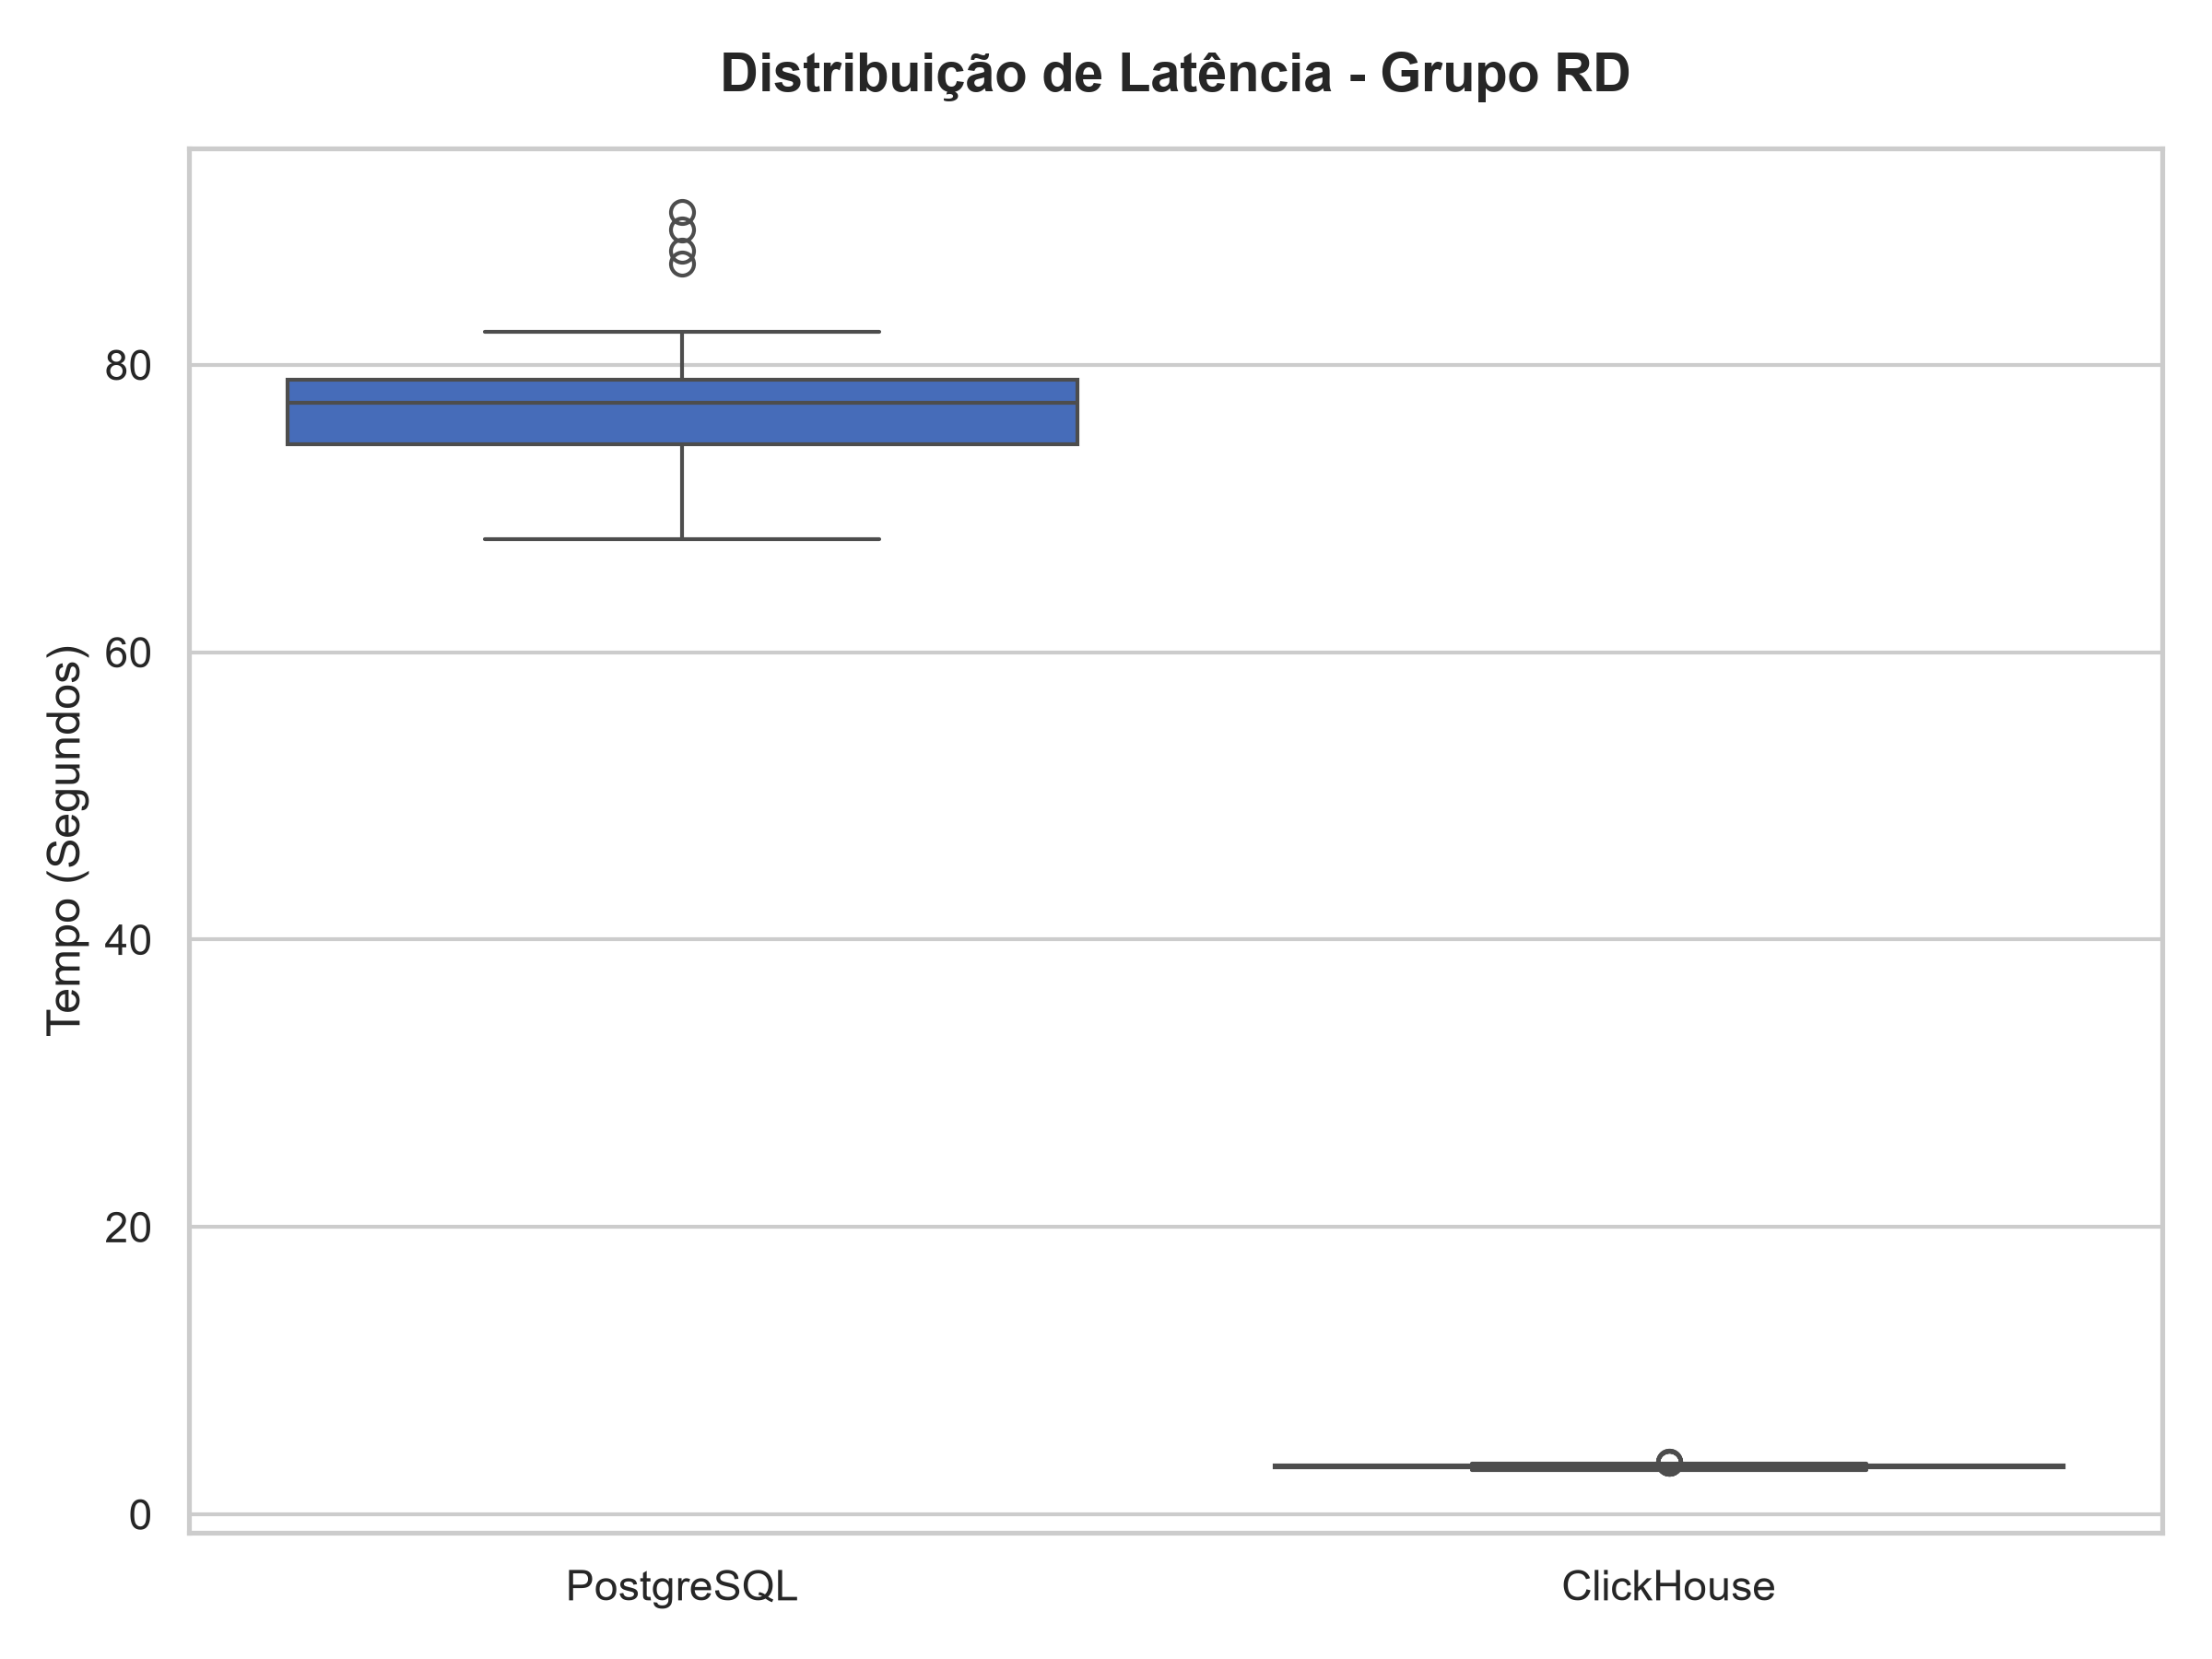 Distribuição de Latência - Grupo RD
Tempo (Segundos)
80
60
40
20
0
PostgreSQL
ClickHouse